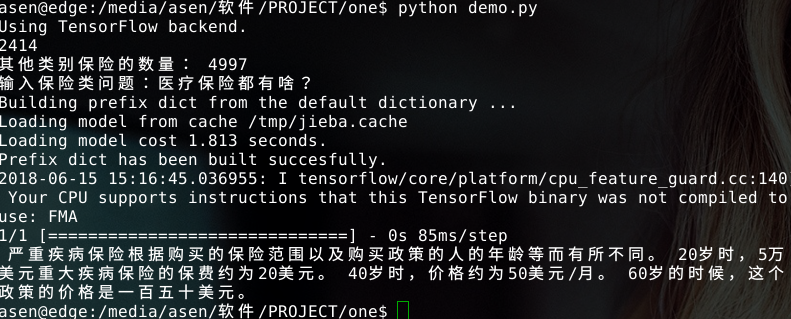 asen@edge:/media/asen/软件/PROJECT/one$ python demo.py
Using TensorFlow backend.
2414
其他类别保险的数量： 4997
输入保险类问题：医疗保险都有啥？
Building prefix dict from the default dictionary ...
Loading model from cache /tmp/jieba.cache
Loading model cost 1.813 seconds.
Prefix dict has been built succesfully.
2018-06-15 15:16:45.036955: I tensorflow/core/platform/cpu_feature_guard.cc:140
 Your CPU supports instructions that this TensorFlow binary was not compiled to
use: FMA
1/1 [==============================] - 0s 85ms/step
 严重疾病保险根据购买的保险范围以及购买政策的人的年龄等而有所不同。 20岁时，5万
美元重大疾病保险的保费约为20美元。 40岁时，价格约为50美元/月。 60岁的时候，这个
政策的价格是一百五十美元。
asen@edge:/media/asen/软件/PROJECT/one$